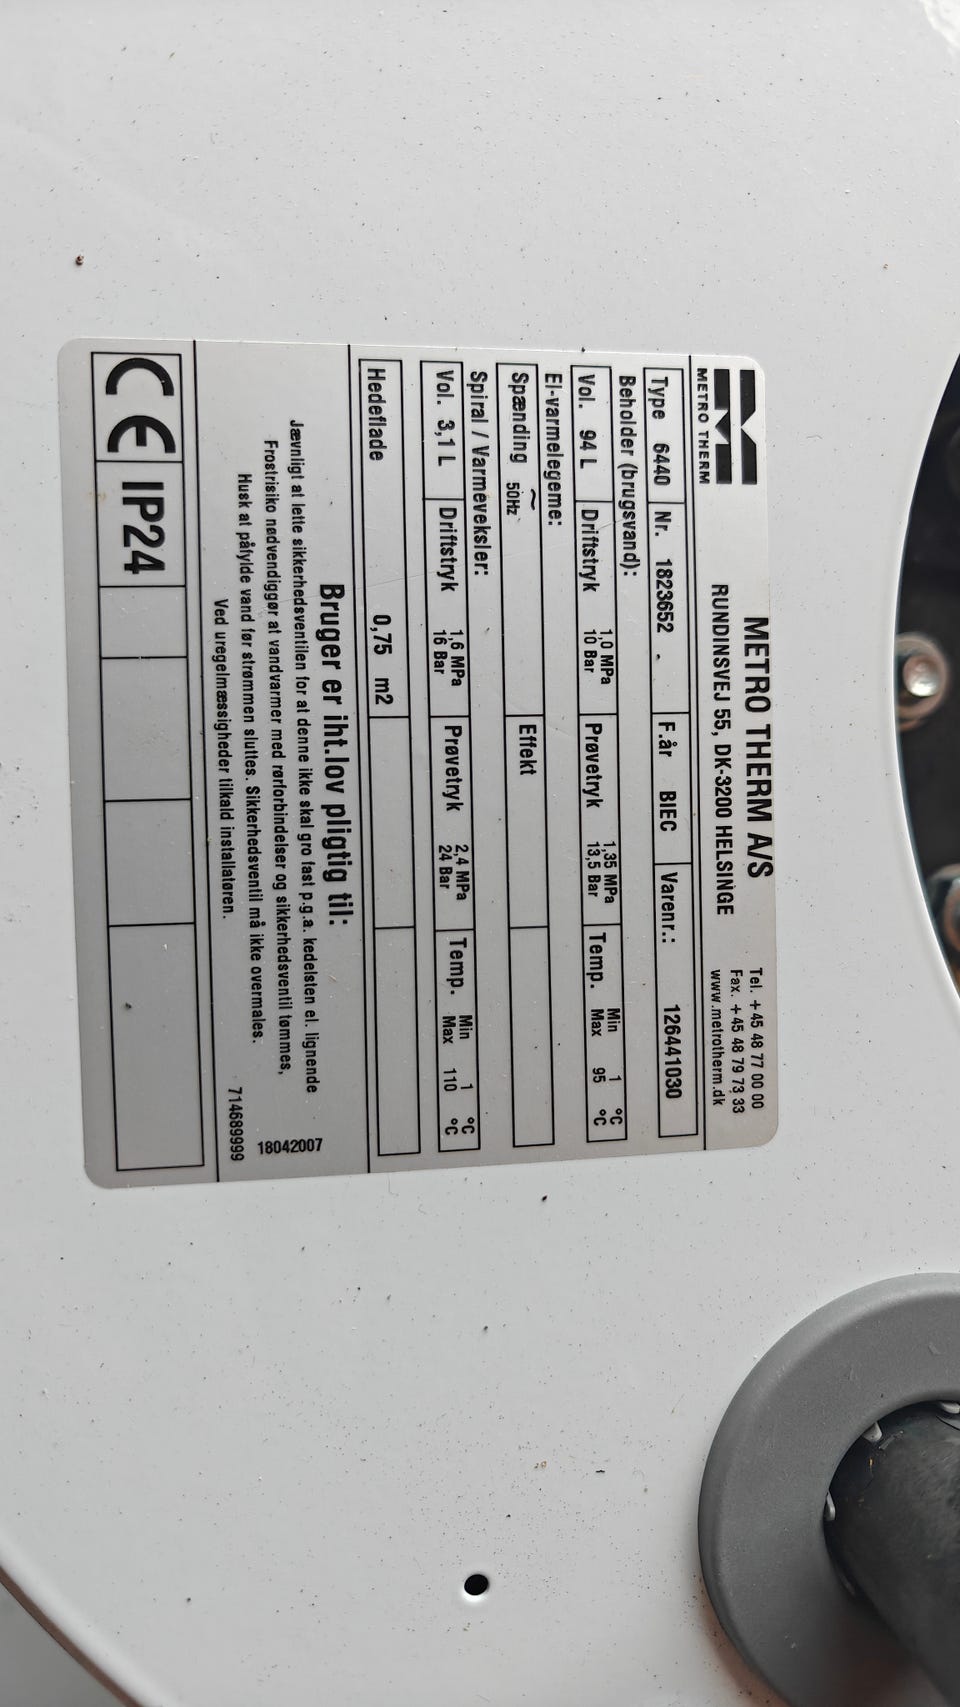 METRO THERM
METRO THERM A/S
RUNDINSVEJ 55, DK-3200 HELSINGE
Tel. +45 48 77 00 00
Fax. +45 48 79 73 33
www.metrotherm.dk
Type 6440 Nr. 1823652 - F.år BIEC Varenr.: 126441030
Beholder (brugsvand):
Vol. 94 L Driftstryk 1,0 MPa 10 Bar Prøvetryk 1,35 MPa 13,5 Bar Temp. Min 1 °C Max 95 °C
El-varmelegeme:
Spænding ~ 50Hz Effekt
Spiral / Varmeveksler:
Vol. 3,1 L Driftstryk 1,6 MPa 16 Bar Prøvetryk 2,4 MPa 24 Bar Temp. Min 1 °C Max 110 °C
Hedeflade 0,75 m2
Bruger er iht.lov pligtig til:
Jævnligt at lette sikkerhedsventilen for at denne ikke skal gro fast p.g.a. kedelsten el. lignende
Frostrisiko nødvendiggør at vandvarmer med rørforbindelser og sikkerhedsventil tømmes,
Husk at påfylde vand før strømmen sluttes. Sikkerhedsventil må ikke overmales.
Ved uregelmæssigheder tilkald installatøren.
18042007
714689999
CE IP24